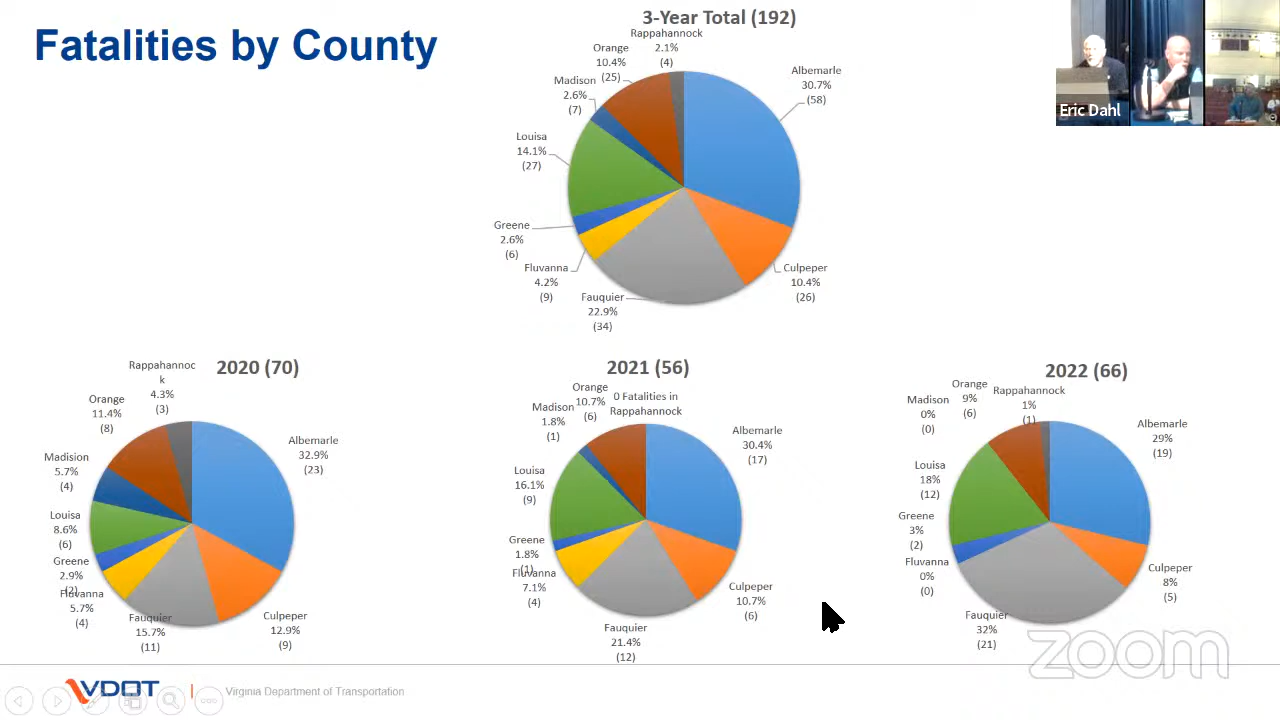 Fatalities by County
3-Year Total (192)
Rappahannock
2.1%
(4)
Orange
10.4%
(25)
Madison
2.6%
(7)
Louisa
14.1%
(27)
Greene
2.6%
(6)
Fluvanna
4.2%
(9)
Fauquier
22.9%
(34)
Culpeper
10.4%
(26)
Albemarle
30.7%
(58)
Eric Dahl
2020 (70)
Rappahannoc
k
4.3%
(3)
Orange
11.4%
(8)
Madision
5.7%
(4)
Louisa
8.6%
(6)
Greene
2.9%
(2)
Fluvanna
5.7%
(4)
Fauquier
15.7%
(11)
Culpeper
12.9%
(9)
Albemarle
32.9%
(23)
2021 (56)
0 Fatalities in
Rappahannock
Orange
10.7%
(6)
Madison
1.8%
(1)
Louisa
16.1%
(9)
Greene
1.8%
(1)
Fluvanna
7.1%
(4)
Fauquier
21.4%
(12)
Culpeper
10.7%
(6)
Albemarle
30.4%
(17)
2022 (66)
Rappahannock
1%
(1)
Orange
9%
(6)
Madison
0%
(0)
Louisa
18%
(12)
Greene
3%
(2)
Fluvanna
0%
(0)
Fauquier
32%
(21)
Culpeper
8%
(5)
Albemarle
29%
(19)
zoom
VDOT
Virginia Department of Transportation